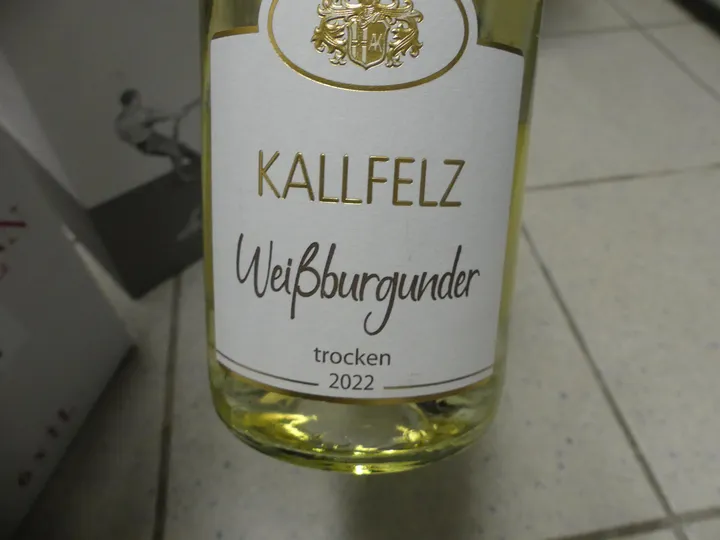 KALLFELZ
Weißburgunder
trocken
2022